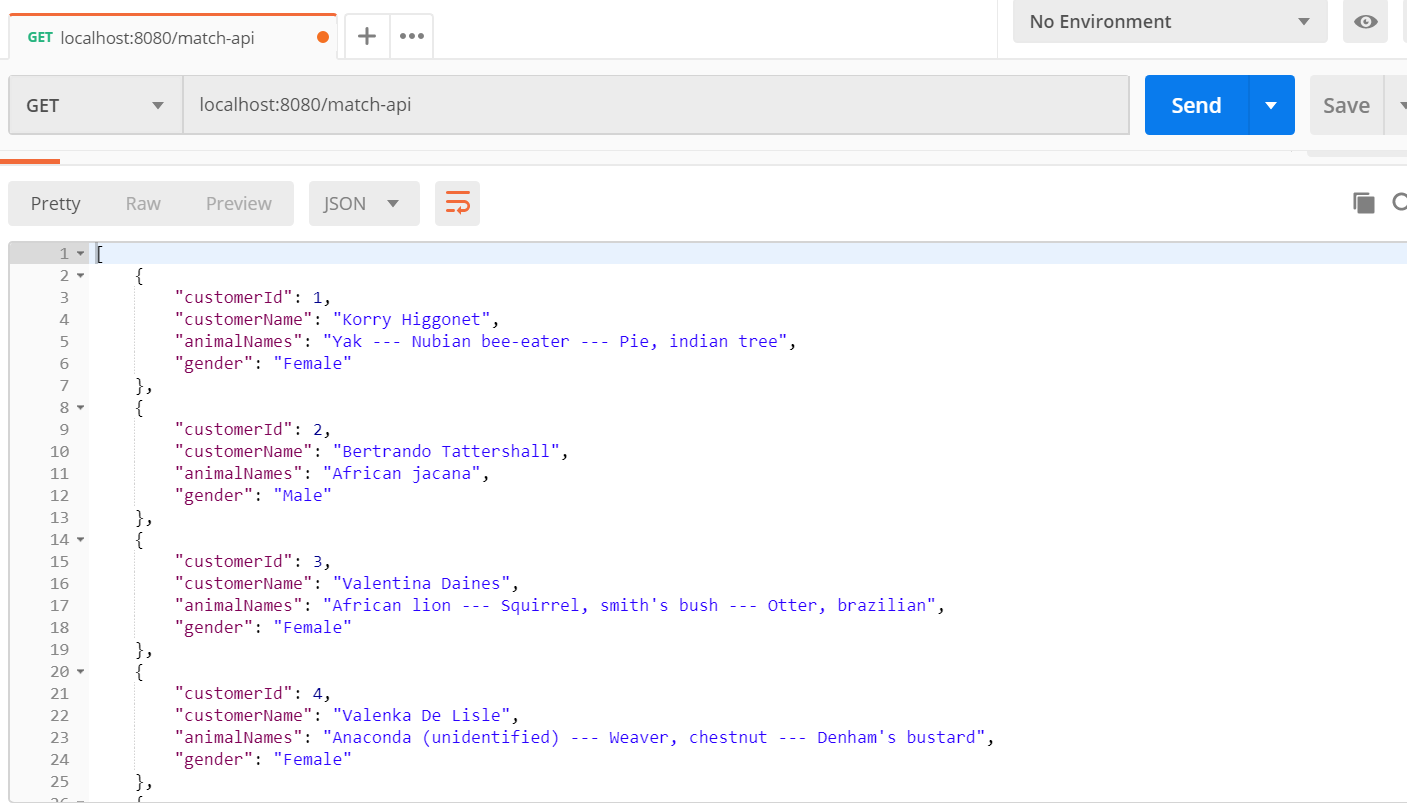 GET localhost:8080/match-api
No Environment
GET localhost:8080/match-api Send Save
Pretty Raw Preview JSON
1 [
2 {
3 "customerId": 1,
4 "customerName": "Korry Higgonet",
5 "animalNames": "Yak --- Nubian bee-eater --- Pie, indian tree",
6 "gender": "Female"
7 },
8 {
9 "customerId": 2,
10 "customerName": "Bertrando Tattershall",
11 "animalNames": "African jacana",
12 "gender": "Male"
13 },
14 {
15 "customerId": 3,
16 "customerName": "Valentina Daines",
17 "animalNames": "African lion --- Squirrel, smith's bush --- Otter, brazilian",
18 "gender": "Female"
19 },
20 {
21 "customerId": 4,
22 "customerName": "Valenka De Lisle",
23 "animalNames": "Anaconda (unidentified) --- Weaver, chestnut --- Denham's bustard",
24 "gender": "Female"
25 },
26 {